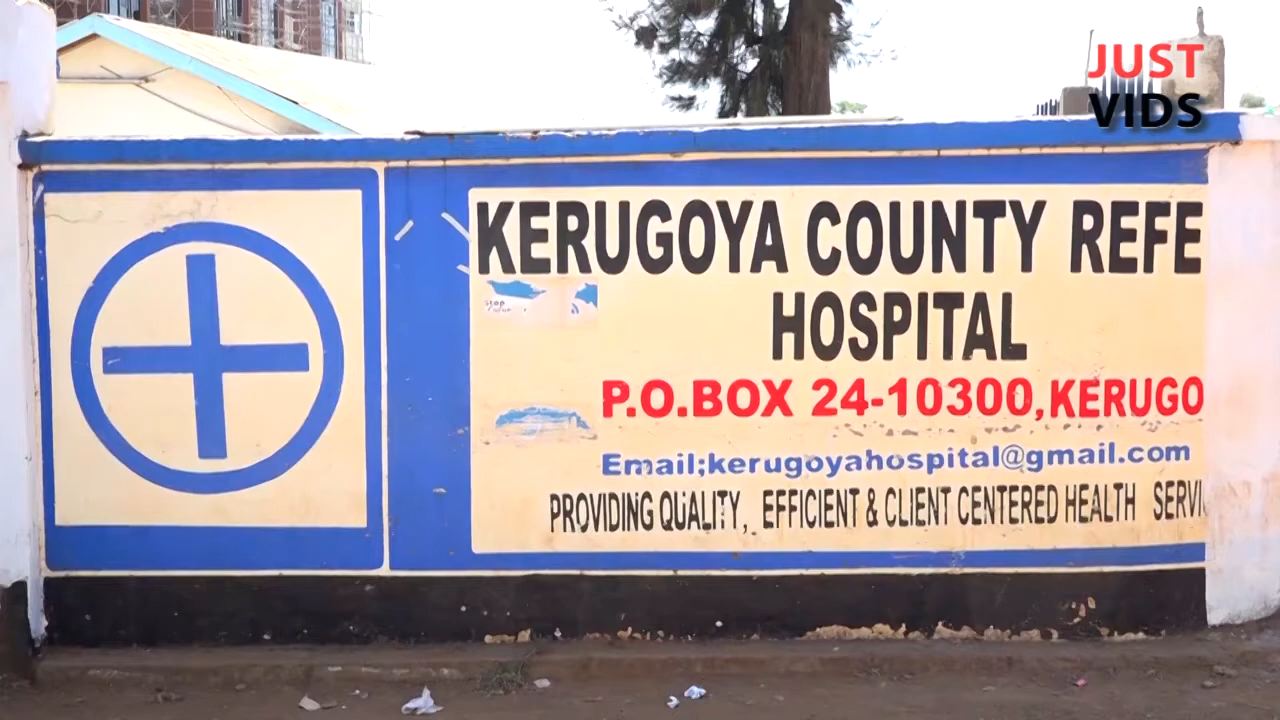 JUST
VIDS
KERUGOYA COUNTY REFE
HOSPITAL
P.O.BOX 24-10300,KERUGO
Email;kerugoyahospital@gmail.com
PROVIDING QUALITY, EFFICIENT & CLIENT CENTERED HEALTH SERVI